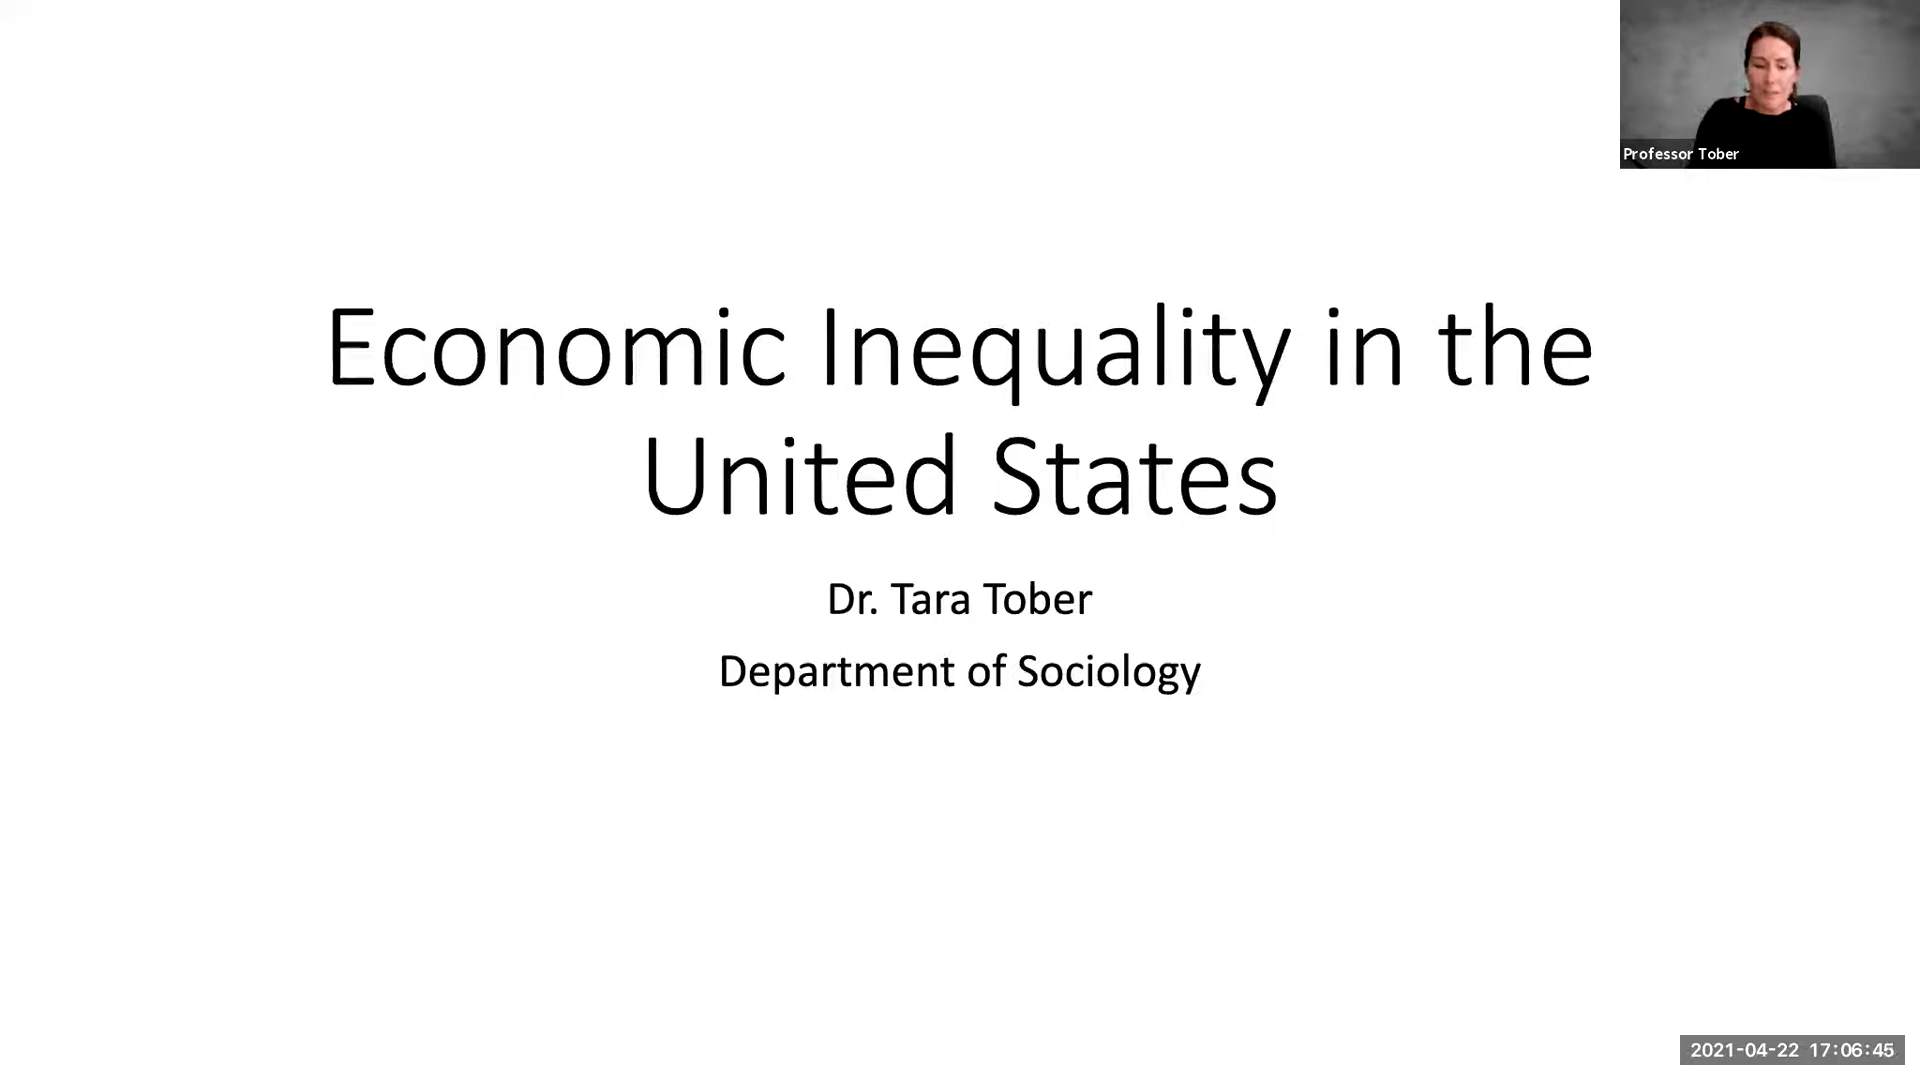 Professor Tober
Economic Inequality in the
United States
Dr. Tara Tober
Department of Sociology
2021-04-22 17:06:45